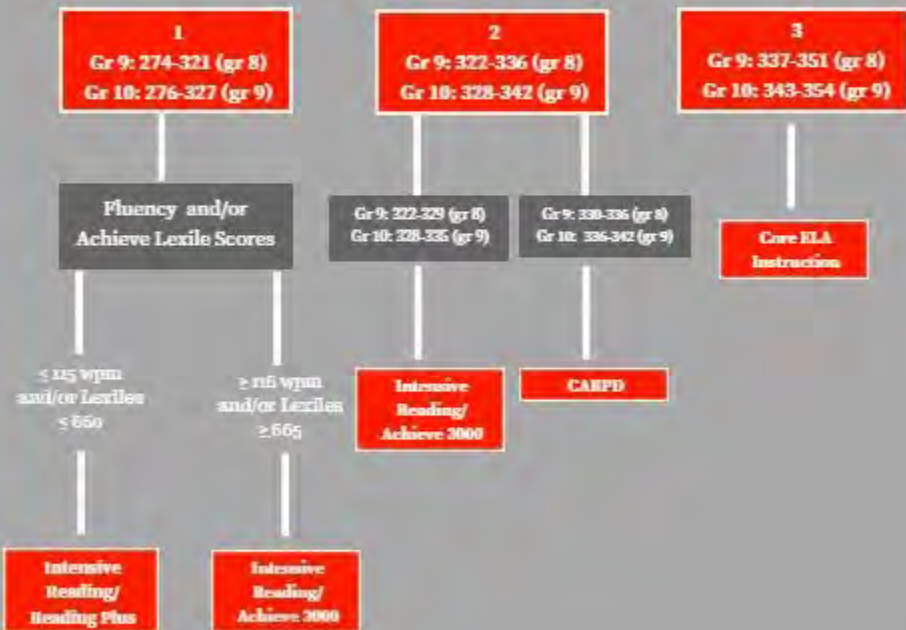 1
Gr 9: 274-321 (gr 8)
Gr 10: 276-327 (gr 9)
2
Gr 9: 322-336 (gr 8)
Gr 10: 328-342 (gr 9)
3
Gr 9: 337-351 (gr 8)
Gr 10: 343-354 (gr 9)
Fluency and/or
Achieve Lexile Scores
Gr 9: 322-329 (gr 8)
Gr 10: 328-335 (gr 9)
Gr 9: 330-336 (gr 8)
Gr 10: 336-342 (gr 9)
Core ELA
Instruction
≤ 115 wpm
and/or Lexiles
≤ 660
≥ 116 wpm
and/or Lexiles
≥ 665
Intensive
Reading/
Achieve 3000
CARPD
Intensive
Reading/
Reading Plus
Intensive
Reading/
Achieve 3000